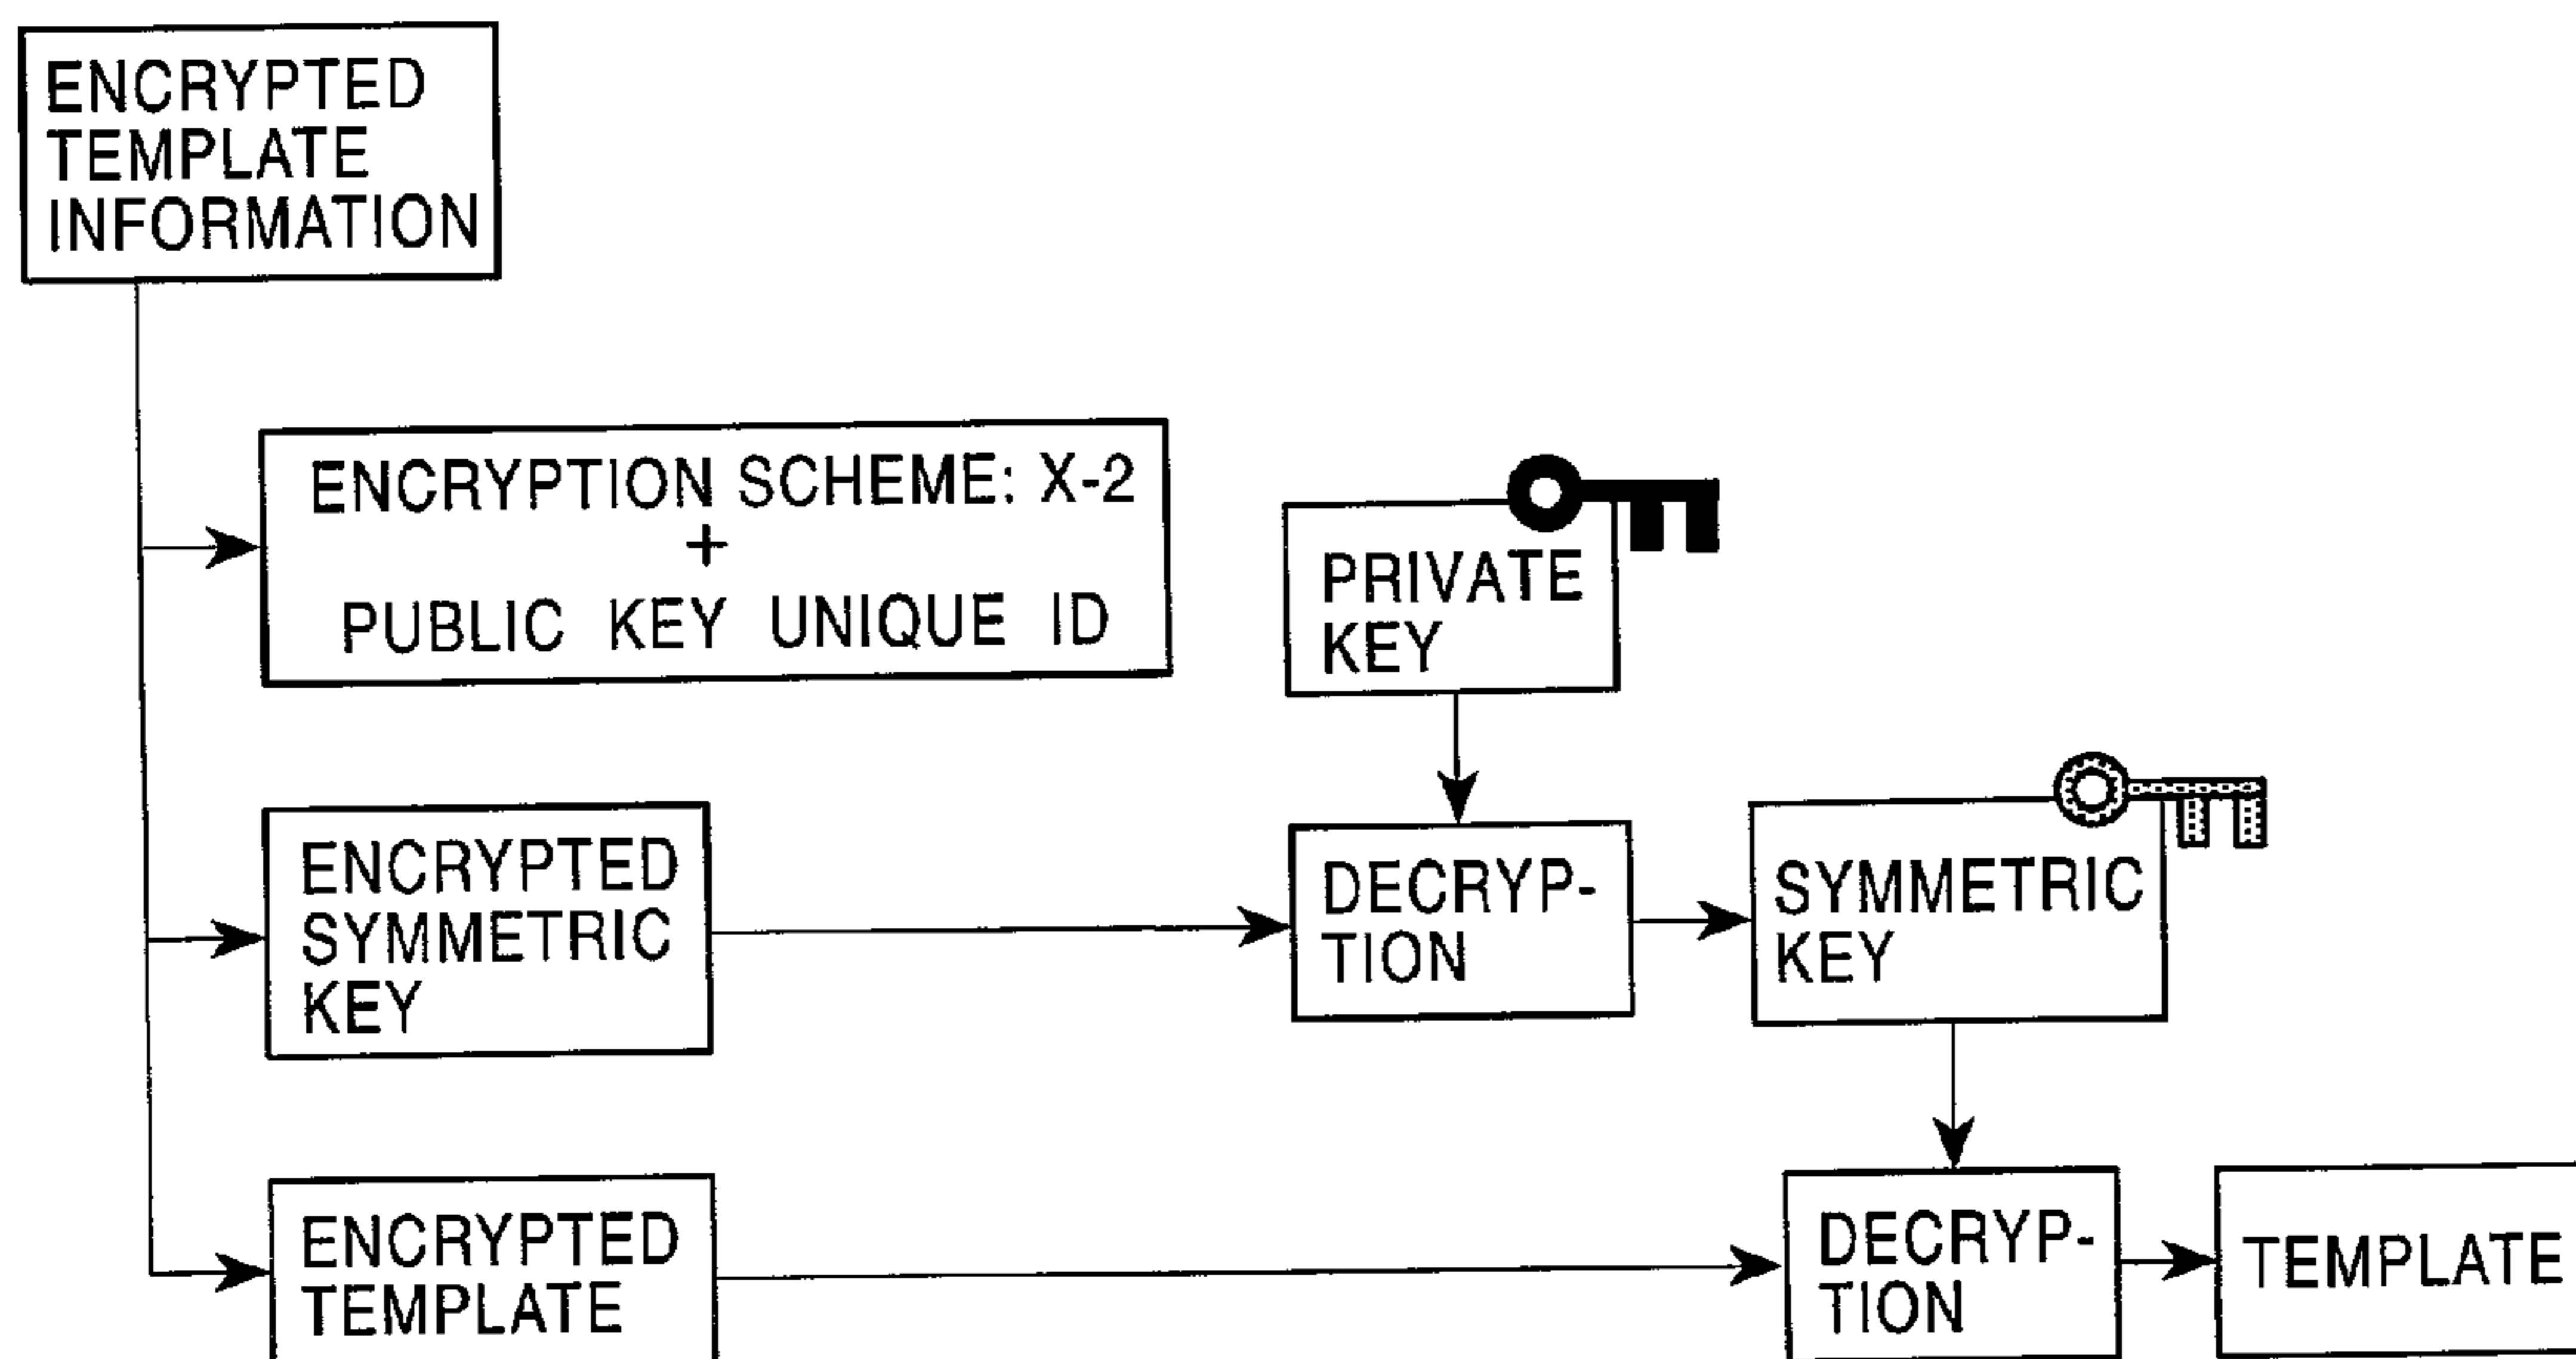 ENCRYPTED
TEMPLATE
INFORMATION
ENCRYPTION SCHEME: X-2
+
PUBLIC KEY UNIQUE ID
PRIVATE
KEY
ENCRYPTED
SYMMETRIC
KEY
DECRYP-
TION
SYMMETRIC
KEY
ENCRYPTED
TEMPLATE
DECRYP-
TION
TEMPLATE